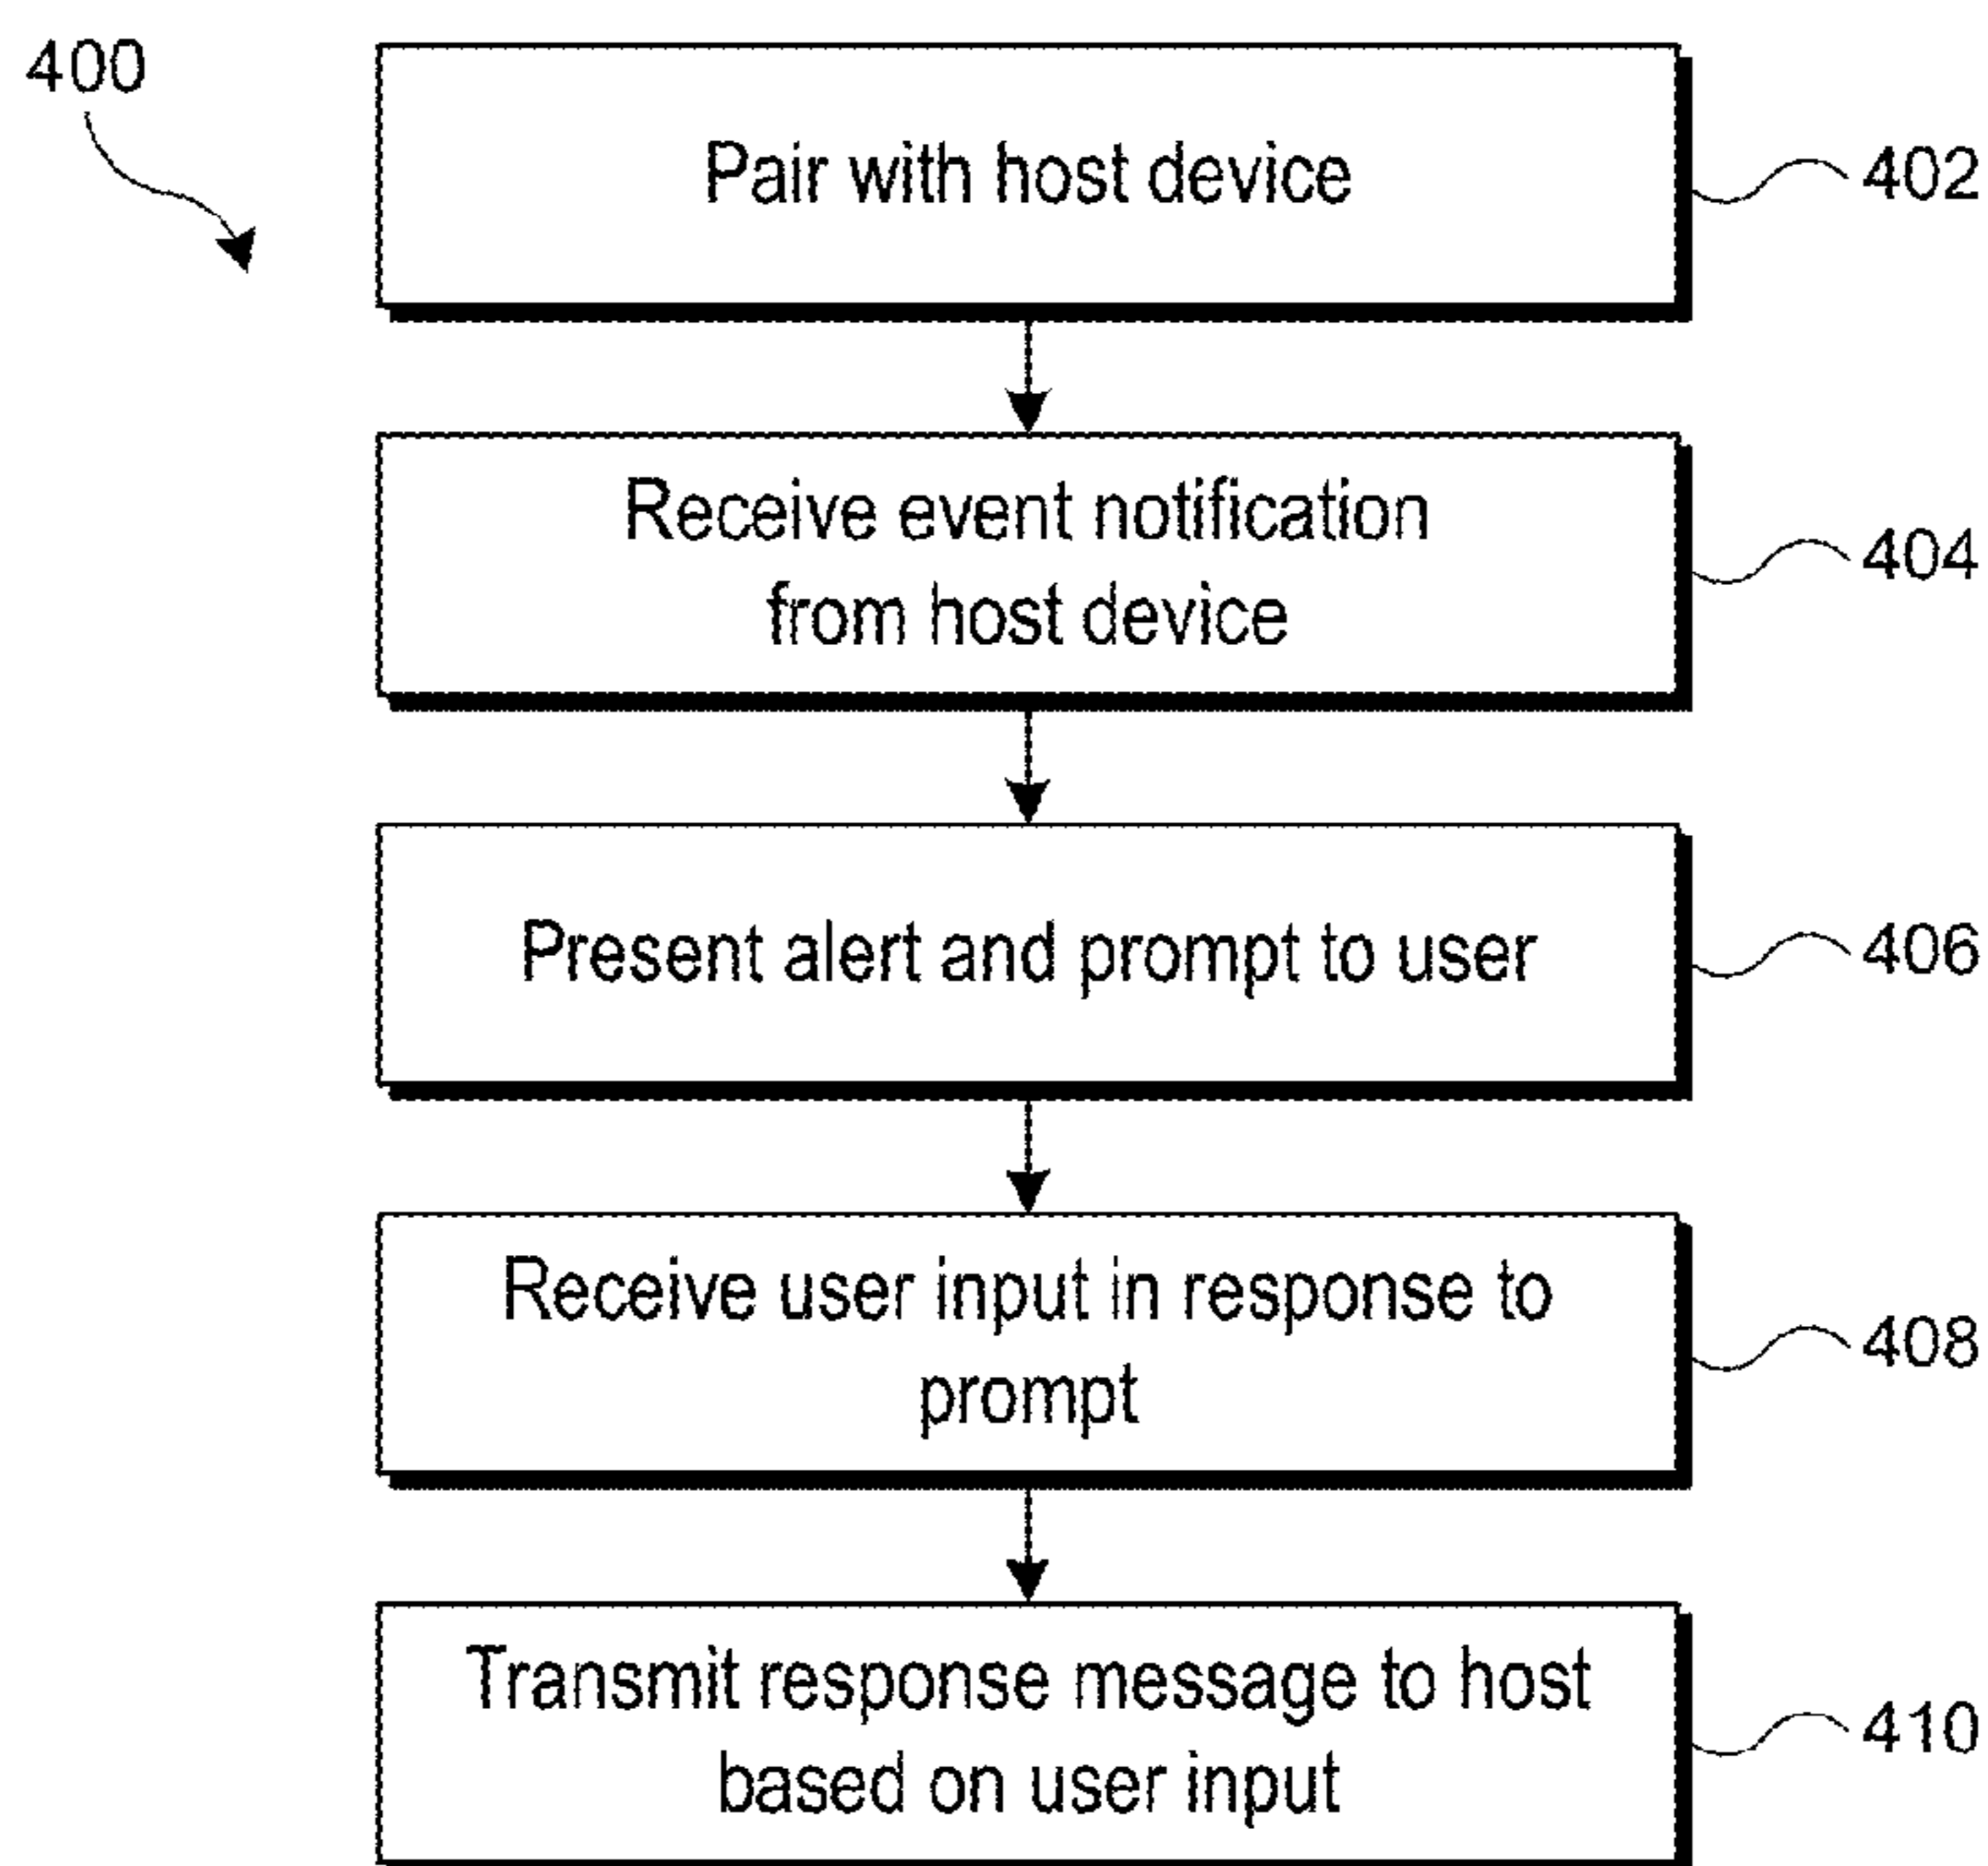 400
Pair with host device
402
Receive event notification
from host device
404
Present alert and prompt to user
406
Receive user input in response to
prompt
408
Transmit response message to host
based on user input
410